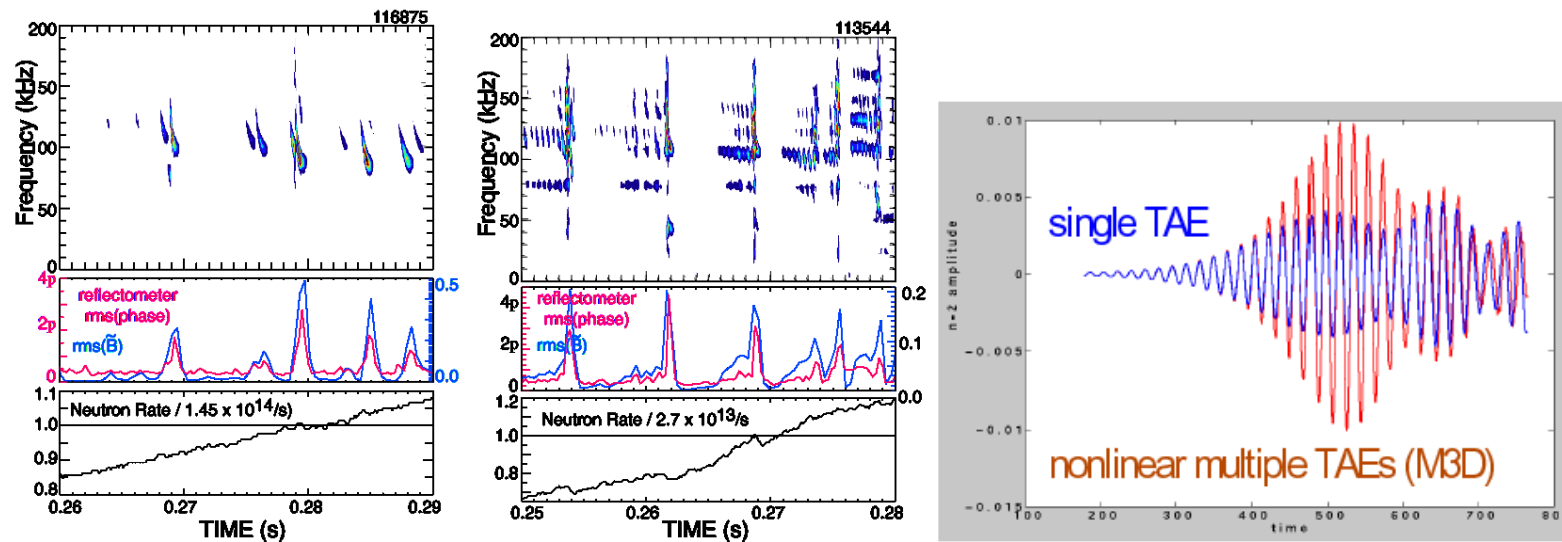 116875
200
150
100
50
0
Frequency (kHz)
4p
2p
0
reflectometer
rms(phase)
rms(B̃)
0.5
0.0
1.1
1.0
0.9
0.8
Neutron Rate / 1.45 x 10¹⁴/s
0.26 0.27 0.28 0.29
TIME (s)
113544
200
150
100
50
0
Frequency (kHz)
4p
2p
0
reflectometer
rms(phase)
rms(B̃)
0.2
0.1
0.0
1.2
1.0
0.8
Neutron Rate / 2.7 x 10¹³/s
0.25 0.26 0.27 0.28
TIME (s)
0.01
0.005
0
-0.005
-0.01
-0.015
n=2 amplitude
single TAE
nonlinear multiple TAEs (M3D)
100 200 300 400 500 600 700 80
time